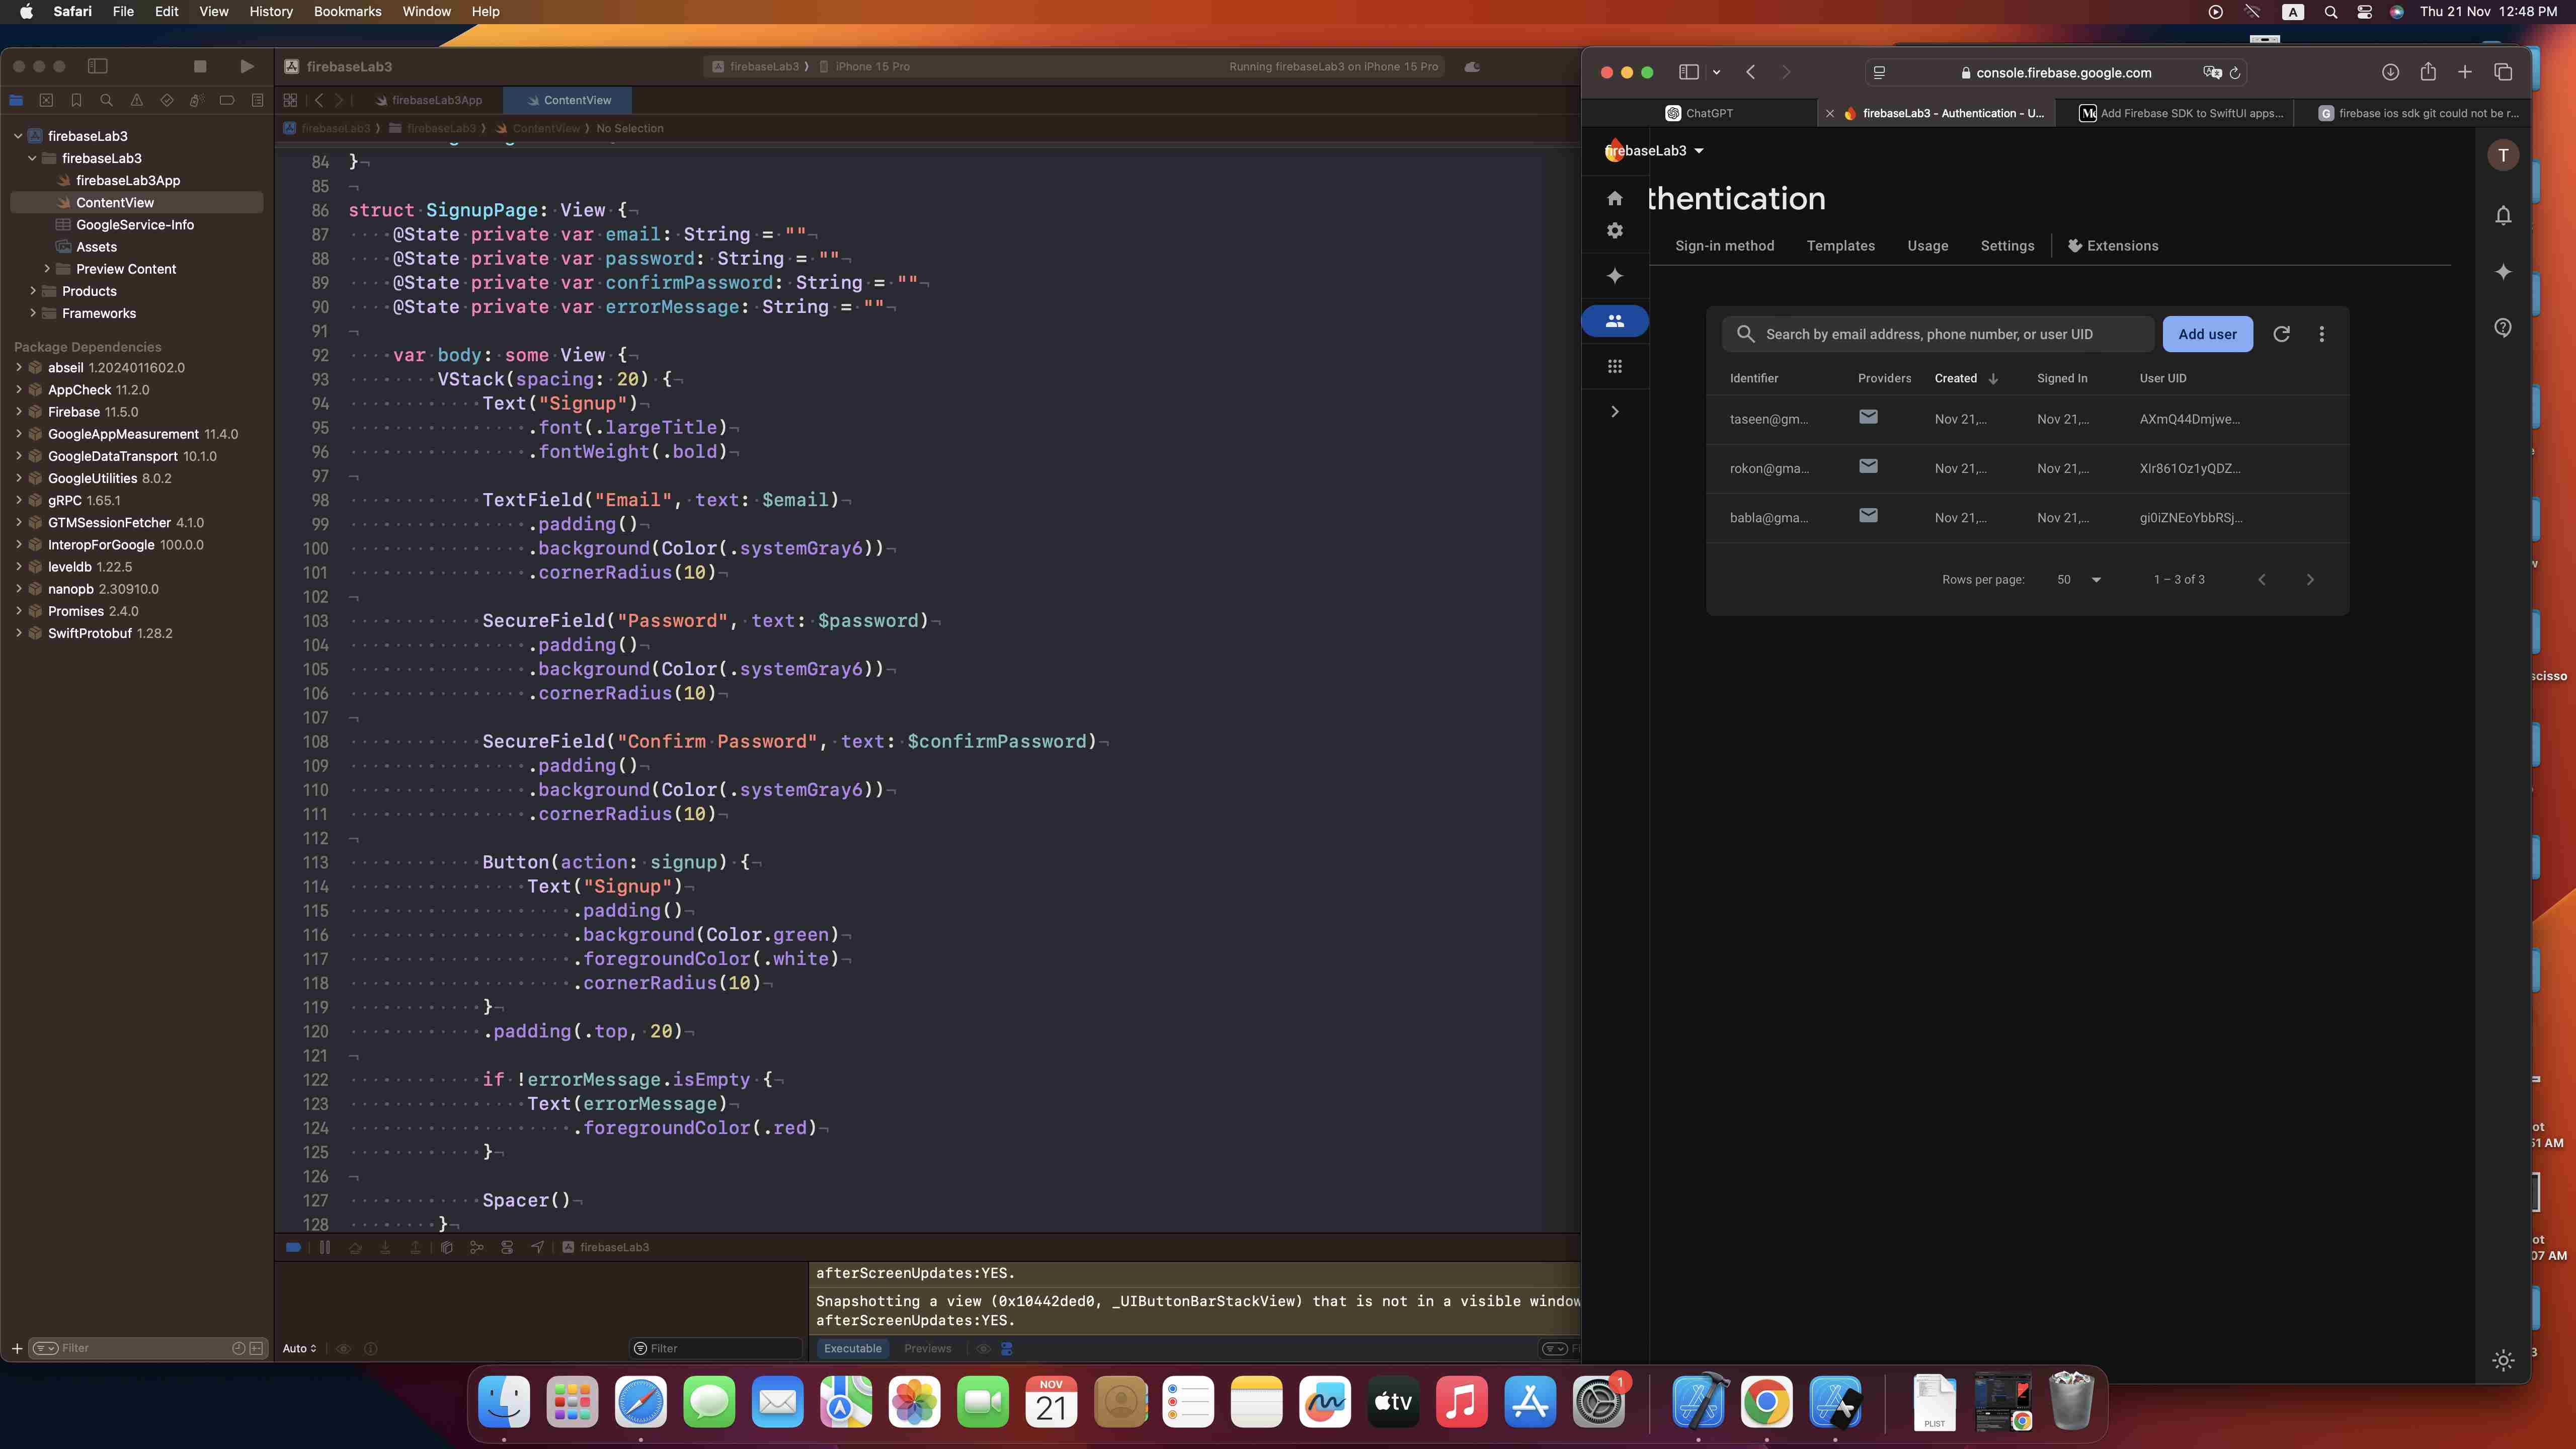 Safari File Edit View History Bookmarks Window Help
A Thu 21 Nov 12:48 PM
firebaseLab3
firebaseLab3 iPhone 15 Pro
Running firebaseLab3 on iPhone 15 Pro
firebaseLab3App
ContentView
firebaseLab3 firebaseLab3 ContentView No Selection
firebaseLab3
firebaseLab3
firebaseLab3App
ContentView
GoogleService-Info
Assets
Preview Content
Products
Frameworks
Package Dependencies
abseil 1.2024011602.0
AppCheck 11.2.0
Firebase 11.5.0
GoogleAppMeasurement 11.4.0
GoogleDataTransport 10.1.0
GoogleUtilities 8.0.2
gRPC 1.65.1
GTMSessionFetcher 4.1.0
InteropForGoogle 100.0.0
leveldb 1.22.5
nanopb 2.30910.0
Promises 2.4.0
SwiftProtobuf 1.28.2
Filter
84 }
85
86 struct SignupPage: View {
87 @State private var email: String = ""
88 @State private var password: String = ""
89 @State private var confirmPassword: String = ""
90 @State private var errorMessage: String = ""
91
92 var body: some View {
93 VStack(spacing: 20) {
94 Text("Signup")
95 .font(.largeTitle)
96 .fontWeight(.bold)
97
98 TextField("Email", text: $email)
99 .padding()
100 .background(Color(.systemGray6))
101 .cornerRadius(10)
102
103 SecureField("Password", text: $password)
104 .padding()
105 .background(Color(.systemGray6))
106 .cornerRadius(10)
107
108 SecureField("Confirm Password", text: $confirmPassword)
109 .padding()
110 .background(Color(.systemGray6))
111 .cornerRadius(10)
112
113 Button(action: signup) {
114 Text("Signup")
115 .padding()
116 .background(Color.green)
117 .foregroundColor(.white)
118 .cornerRadius(10)
119 }
120 .padding(.top, 20)
121
122 if !errorMessage.isEmpty {
123 Text(errorMessage)
124 .foregroundColor(.red)
125 }
126
127 Spacer()
128 }
firebaseLab3
afterScreenUpdates:YES.
Snapshotting a view (0x10442ded0, _UIButtonBarStackView) that is not in a visible window
afterScreenUpdates:YES.
Auto
Filter
Executable Previews
Fi
console.firebase.google.com
ChatGPT
firebaseLab3 - Authentication - U...
Add Firebase SDK to SwiftUI apps...
G firebase ios sdk git could not be r...
firebaseLab3
T
thentication
Sign-in method Templates Usage Settings Extensions
Search by email address, phone number, or user UID
Add user
Identifier Providers Created Signed In User UID
taseen@gm... Nov 21,... Nov 21,... AXmQ44Dmjwe...
rokon@gma... Nov 21,... Nov 21,... XIr861Oz1yQDZ...
babla@gma... Nov 21,... Nov 21,... gi0iZNEoYbbRSj...
Rows per page: 50 1 – 3 of 3
scisso
ot
51 AM
ot
07 AM
3
NOV
21
tv
1
PLIST